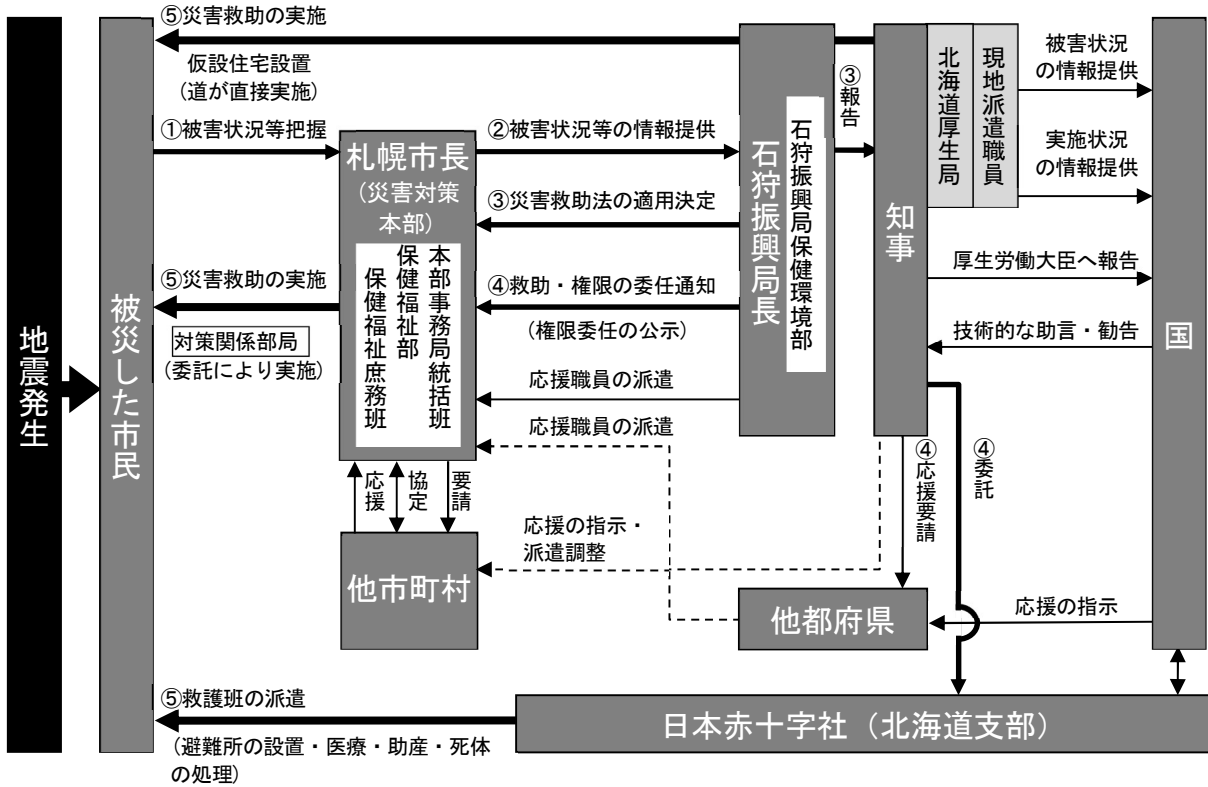 ⑤災害救助の実施
仮設住宅設置
(道が直接実施)
①被害状況等把握
②被害状況等の情報提供
③報告
被害状況
の情報提供
実施状況
の情報提供
北海道厚生局
現地派遣職員
札幌市長
(災害対策
本部)
本部事務局統括班
保健福祉部
保健福祉庶務班
③災害救助法の適用決定
石狩振興局長
石狩振興局保健環境部
知事
国
厚生労働大臣へ報告
⑤災害救助の実施
④救助・権限の委任通知
(権限委任の公示)
技術的な助言・勧告
対策関係部局
(委託により実施)
地震発生
被災した市民
応援職員の派遣
応援職員の派遣
応援
協定
要請
④応援要請
④委託
応援の指示・
派遣調整
他市町村
他都府県
応援の指示
⑤救護班の派遣
(避難所の設置・医療・助産・死体
の処理)
日本赤十字社（北海道支部）